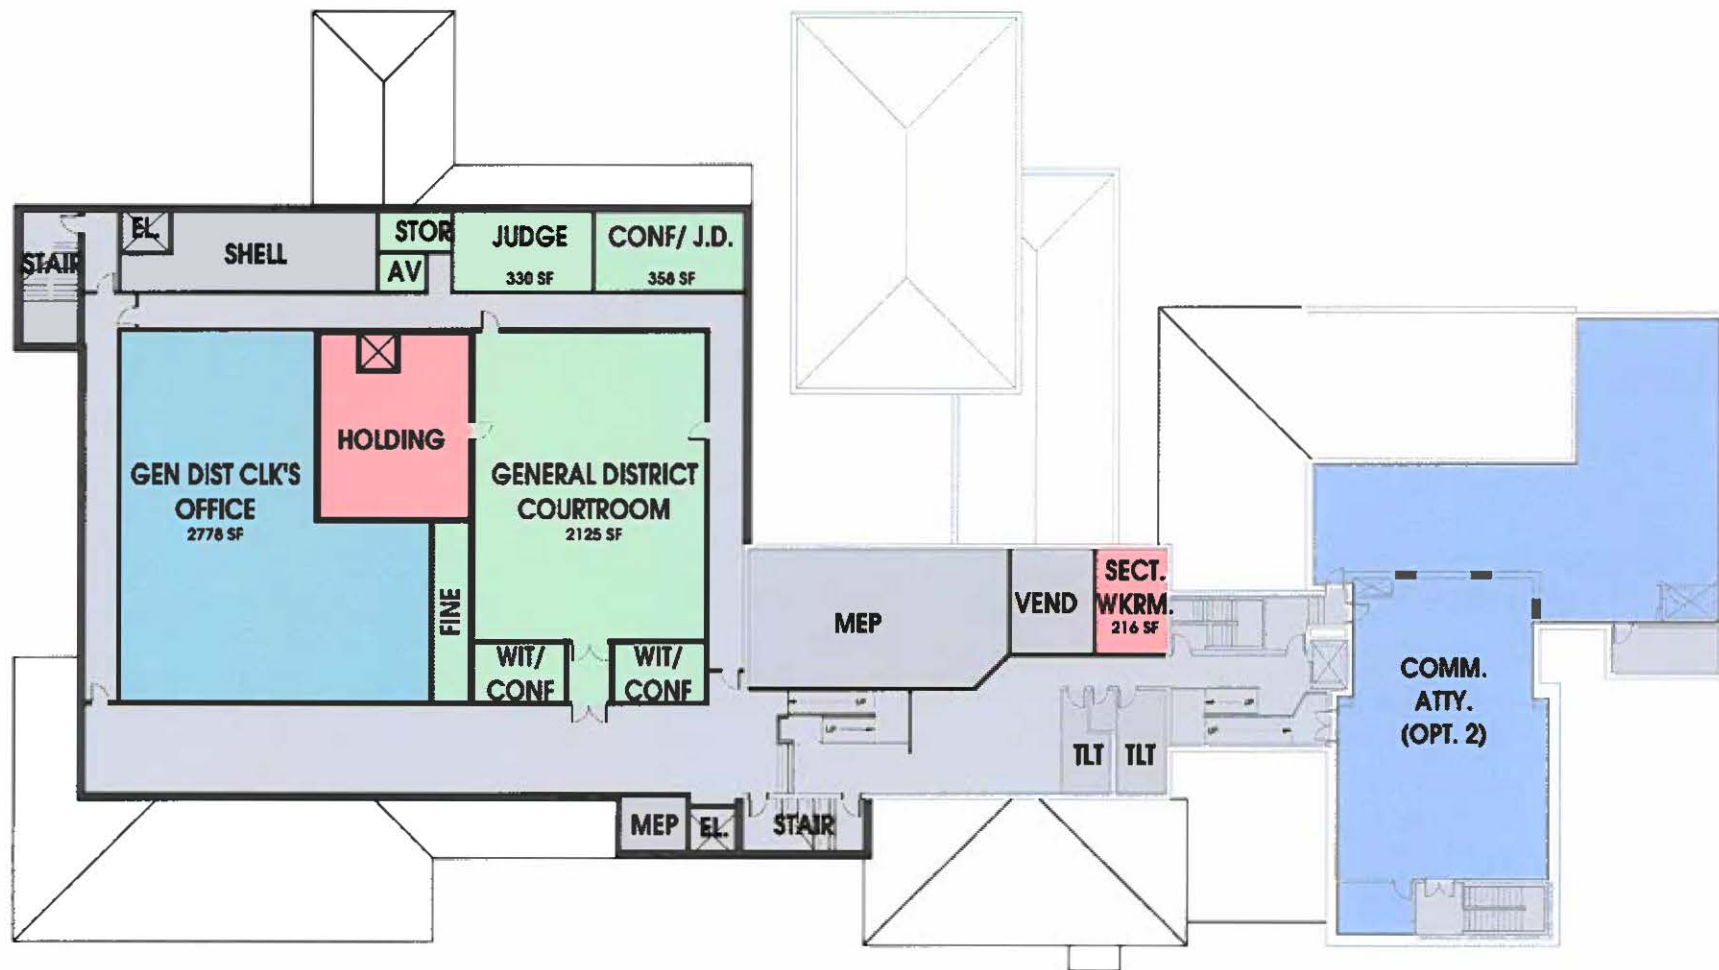 EL.
STOR
JUDGE
CONF/ J.D.
STAIR
SHELL
AV
330 SF
358 SF
HOLDING
GEN DIST CLK'S
OFFICE
2778 SF
GENERAL DISTRICT
COURTROOM
2125 SF
FINE
WIT/
CONF
WIT/
CONF
MEP
VEND
SECT.
WKRM.
216 SF
COMM.
ATTY.
(OPT. 2)
TLT
TLT
MEP
EL.
STAIR